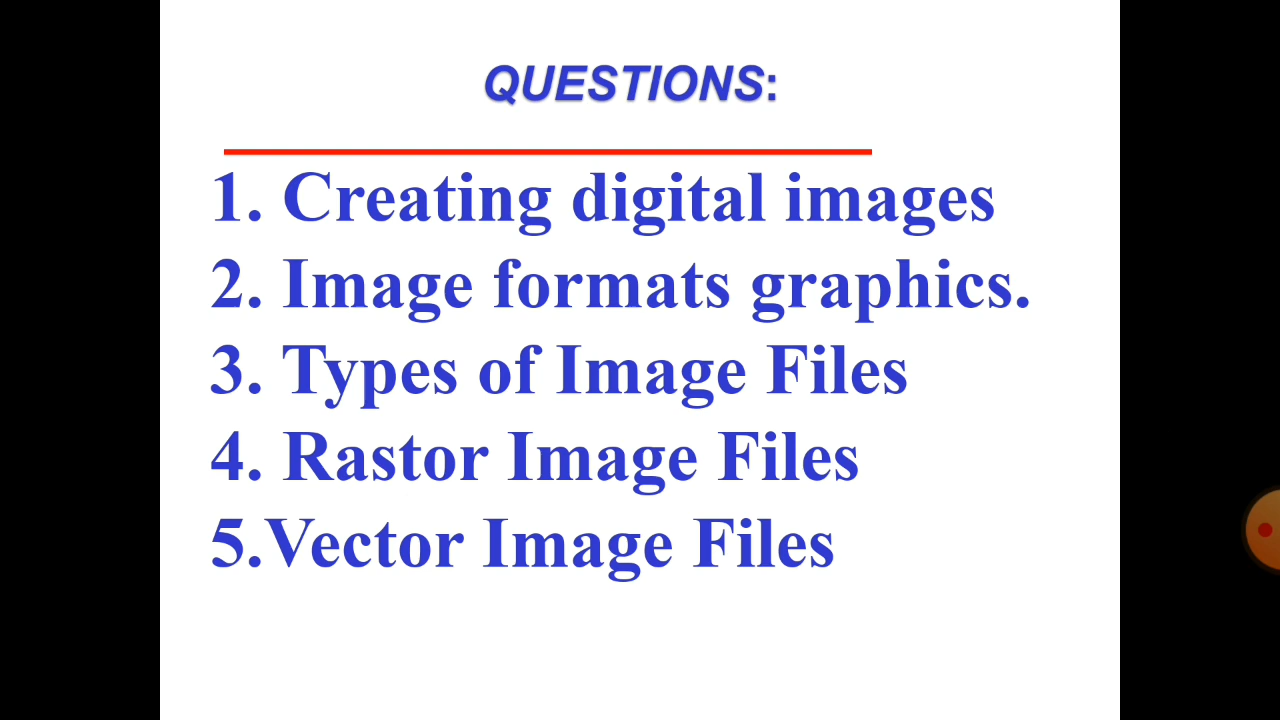 QUESTIONS:
1. Creating digital images
2. Image formats graphics.
3. Types of Image Files
4. Rastor Image Files
5.Vector Image Files